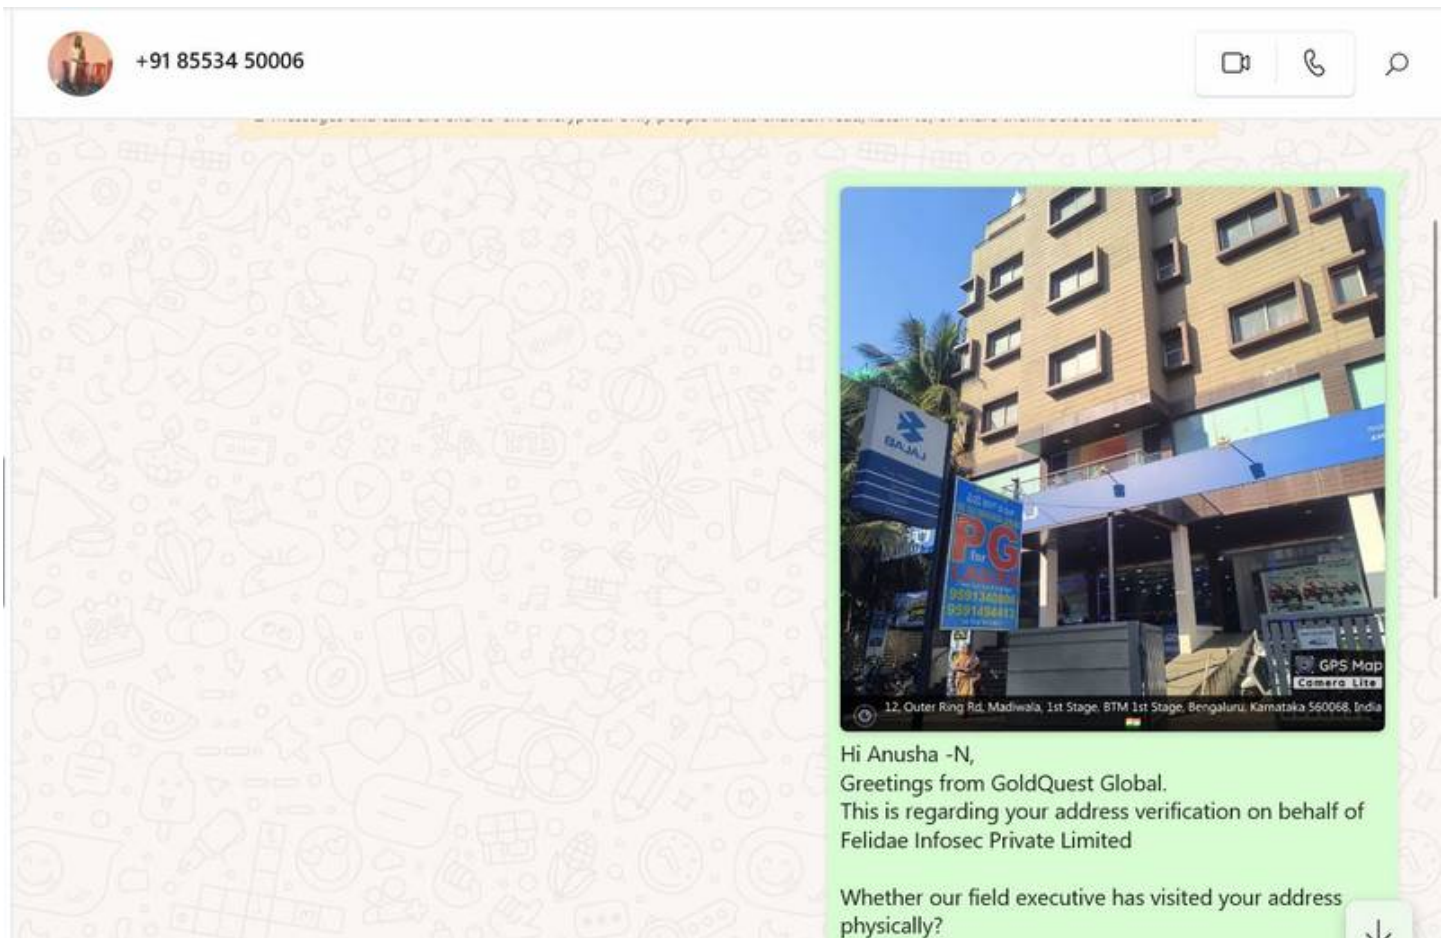 +91 85534 50006
BAJAJ
PG
for
LADIES
GPS Map
Camera Lite
12, Outer Ring Rd, Madiwala, 1st Stage, BTM 1st Stage, Bengaluru, Karnataka 560068, India
Hi Anusha -N,
Greetings from GoldQuest Global.
This is regarding your address verification on behalf of
Felidae Infosec Private Limited
Whether our field executive has visited your address
physically?